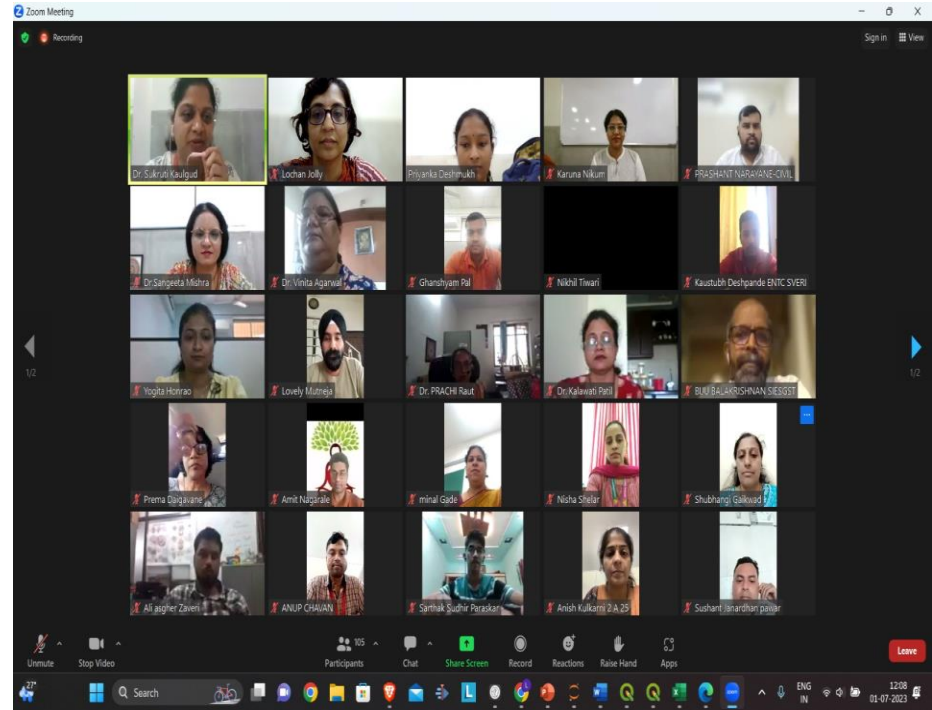 Zoom Meeting
Recording
Sign in
View
Dr. Sukruti Kaulgud
Lochan Jolly
Priyanka Deshmukh
Karuna Nikum
PRASHANT NARAYANE-CIVIL
Dr.Sangeeta Mishra
Dr. Vinita Agarwal
Ghanshyam Pal
Nikhil Tiwari
Kaustubh Deshpande ENTC SVERI
1/2
1/2
Yogita Honrao
Lovely Mutneja
Dr. PRACHI Raut
Dr. Kalawati Patil
BIJU BALAKRISHNAN SIESGST
Prema Daigavane
Amit Nagarale
minal Gade
Nisha Shelar
Shubhangi Gaikwad
Ali asgher Zaveri
ANUP CHAVAN
Sarthak Sudhir Paraskar
Anish Kulkarni 2 A 25
Sushant Janardhan pawar
105
Unmute
Stop Video
Participants
Chat
Share Screen
Record
Reactions
Raise Hand
Apps
Leave
27°
Search
ENG
IN
12:08
01-07-2023